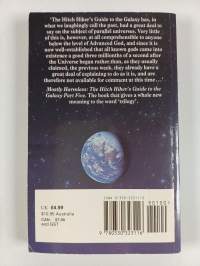 'The Hitch Hiker's Guide to the Galaxy has, in
what we laughingly call the past, had a great deal to
say on the subject of parallel universes. Very little
of this is, however, at all comprehensible to anyone
below the level of Advanced God, and since it is
now well-established that all known gods came into
existence a good three millionths of a second after
the Universe began rather than, as they usually
claimed, the previous week, they already have a
great deal of explaining to do as it is, and are
therefore not available for comment at this time . . .'
Mostly Harmless: The Hitch Hiker's Guide to the
Galaxy Part Five. The book that gives a whole new
meaning to the word "trilogy".
UK £4.99
9 780330 323116